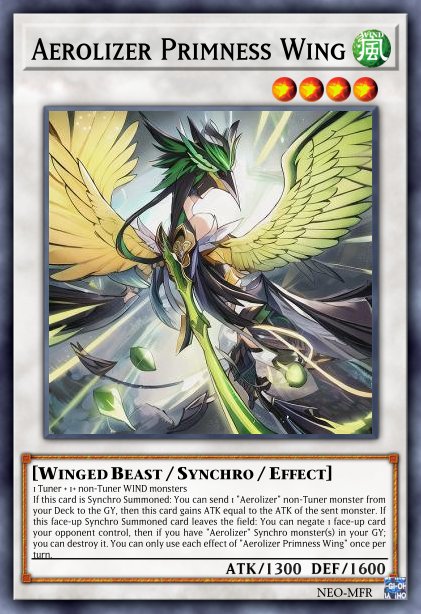 AEROLIZER PRIMNESS WING
WIND
風
[WINGED BEAST / SYNCHRO / EFFECT]
1 Tuner + 1+ non-Tuner WIND monsters
If this card is Synchro Summoned: You can send 1 "Aerolizer" non-Tuner monster from
your Deck to the GY, then this card gains ATK equal to the ATK of the sent monster. If
this face-up Synchro Summoned card leaves the field: You can negate 1 face-up card
your opponent control, then if you have "Aerolizer" Synchro monster(s) in your GY;
you can destroy it. You can only use each effect of "Aerolizer Primness Wing" once per
turn.
ATK/1300 DEF/1600
NEO-MFR